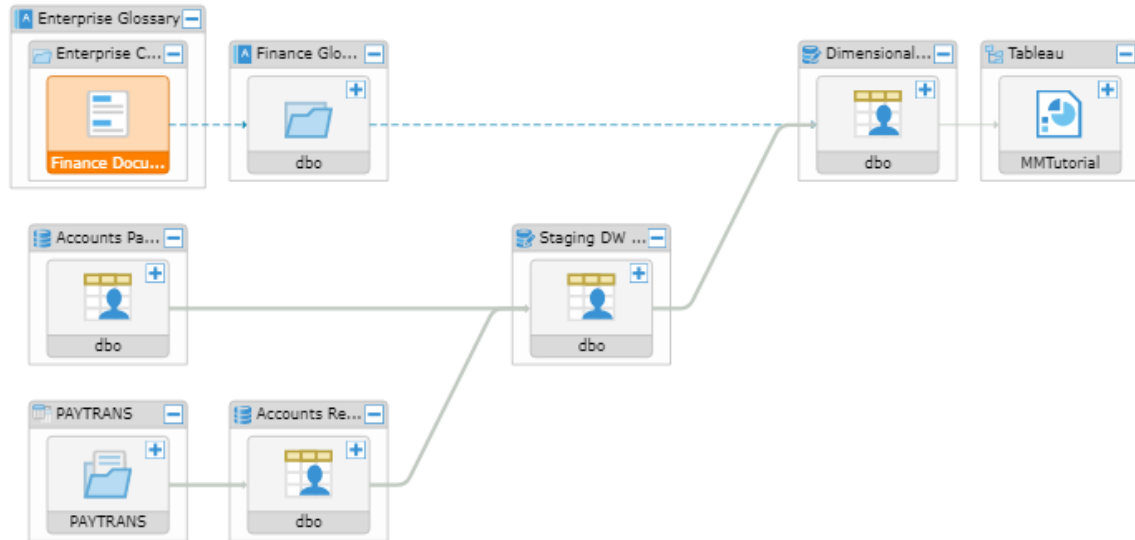 Enterprise Glossary
Enterprise C...
Finance Glo...
Dimensional...
Tableau
Finance Docu...
dbo
dbo
MMTutorial
Accounts Pa...
Staging DW ...
dbo
dbo
PAYTRANS
Accounts Re...
PAYTRANS
dbo